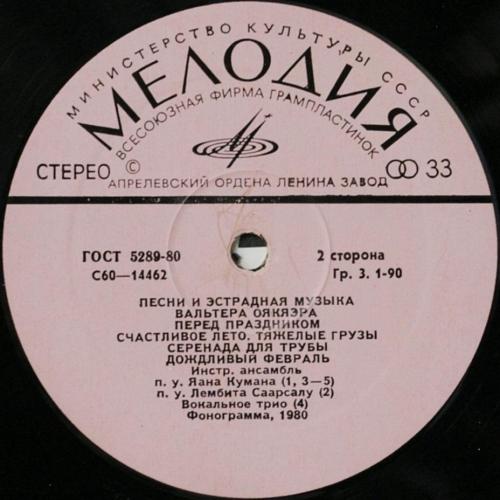 МИНИСТЕРСТВО КУЛЬТУРЫ СССР
МЕЛОДИЯ
ВСЕСОЮЗНАЯ ФИРМА ГРАМПЛАСТИНОК
СТЕРЕО © 33
АПРЕЛЕВСКИЙ ОРДЕНА ЛЕНИНА ЗАВОД
ГОСТ 5289-80 2 сторона
С60—14462 Гр. 3. 1-90
ПЕСНИ И ЭСТРАДНАЯ МУЗЫКА
ВАЛЬТЕРА ОЯКЯЭРА
ПЕРЕД ПРАЗДНИКОМ
СЧАСТЛИВОЕ ЛЕТО. ТЯЖЕЛЫЕ ГРУЗЫ
СЕРЕНАДА ДЛЯ ТРУБЫ
ДОЖДЛИВЫЙ ФЕВРАЛЬ
Инстр. ансамбль
п. у. Яана Кумана (1, 3—5)
п. у. Лембита Саарсалу (2)
Вокальное трио (4)
Фонограмма, 1980